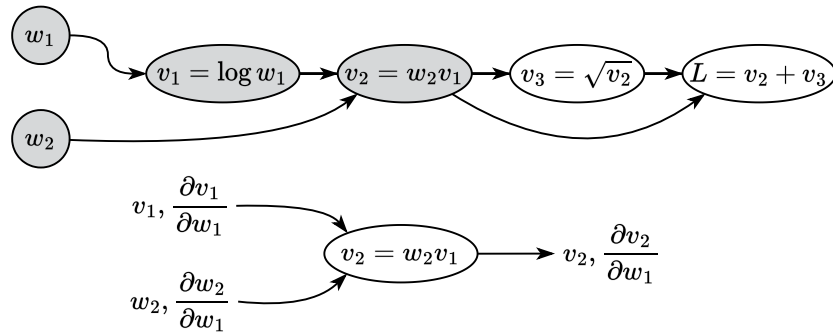 w₁
v₁ = log w₁
v₂ = w₂v₁
v₃ = √v₂
L = v₂ + v₃
w₂
v₁, ∂v₁/∂w₁
v₂ = w₂v₁
v₂, ∂v₂/∂w₁
w₂, ∂w₂/∂w₁